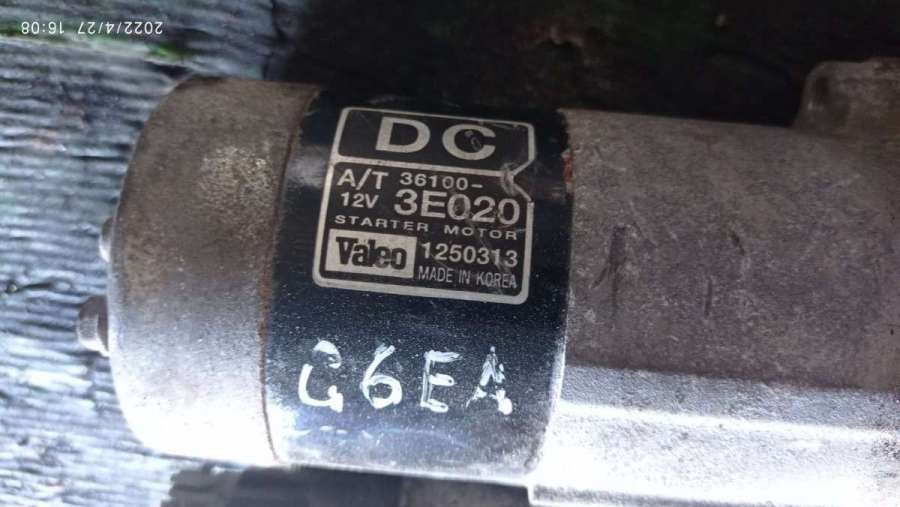 2022/4/27 16:08
DC
A/T 36100-
12V 3E020
STARTER MOTOR
Valeo 1250313
MADE IN KOREA
G6EA